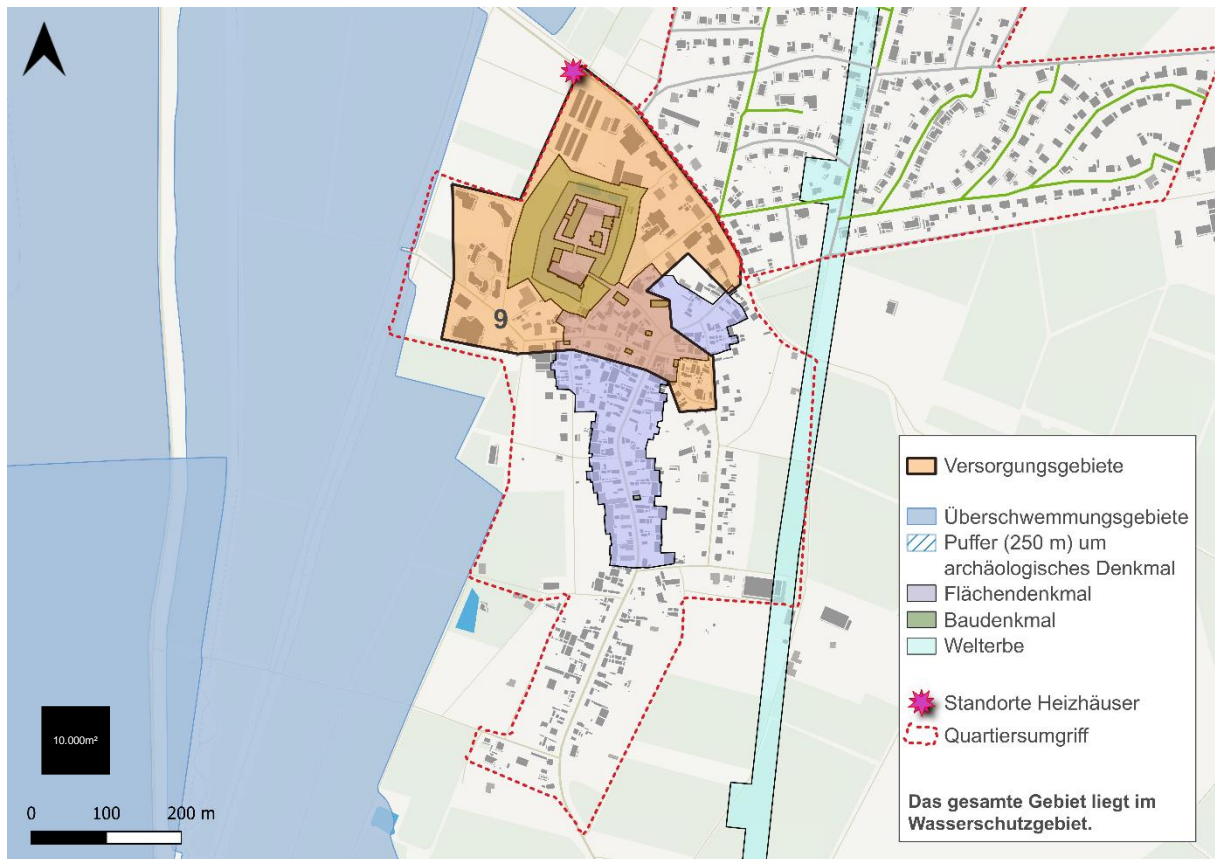 9
Versorgungsgebiete
Überschwemmungsgebiete
Puffer (250 m) um
archäologisches Denkmal
Flächendenkmal
Baudenkmal
Welterbe
Standorte Heizhäuser
Quartiersumgriff
Das gesamte Gebiet liegt im
Wasserschutzgebiet.
10.000m²
0 100 200 m